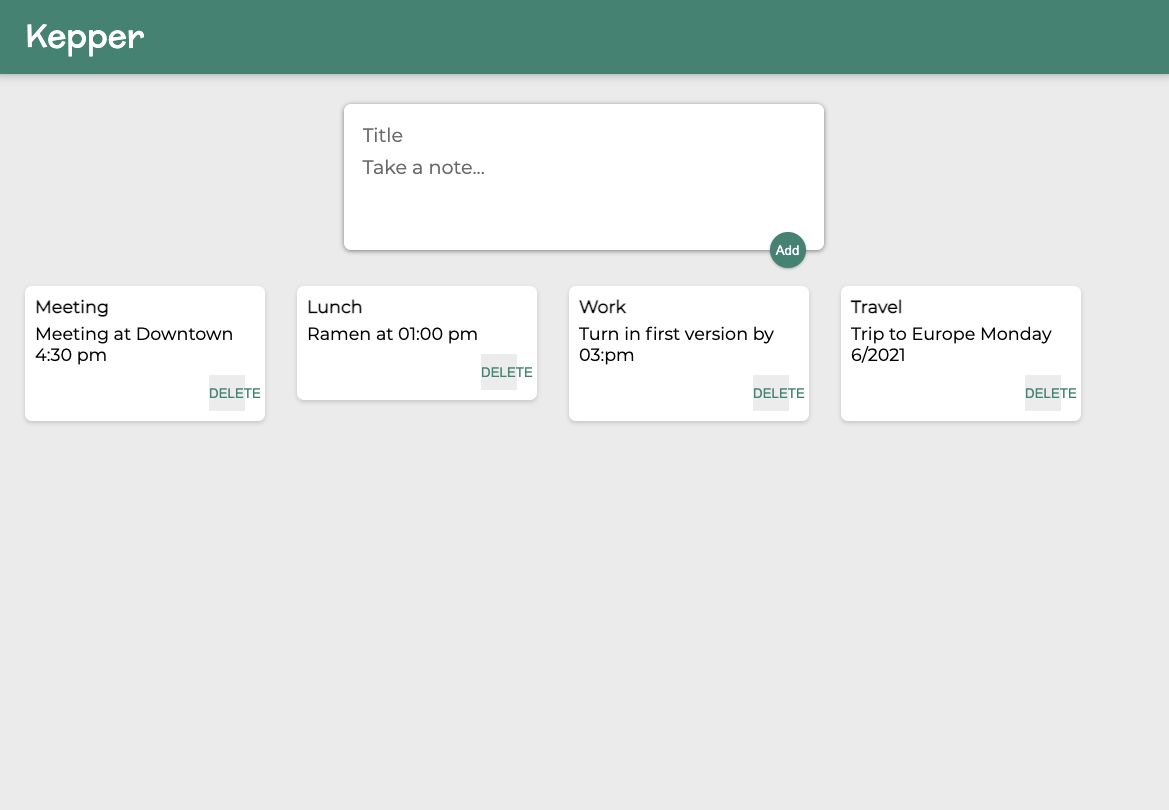 Kepper
Title
Take a note...
Add
Meeting
Meeting at Downtown
4:30 pm
DELETE
Lunch
Ramen at 01:00 pm
DELETE
Work
Turn in first version by
03:pm
DELETE
Travel
Trip to Europe Monday
6/2021
DELETE